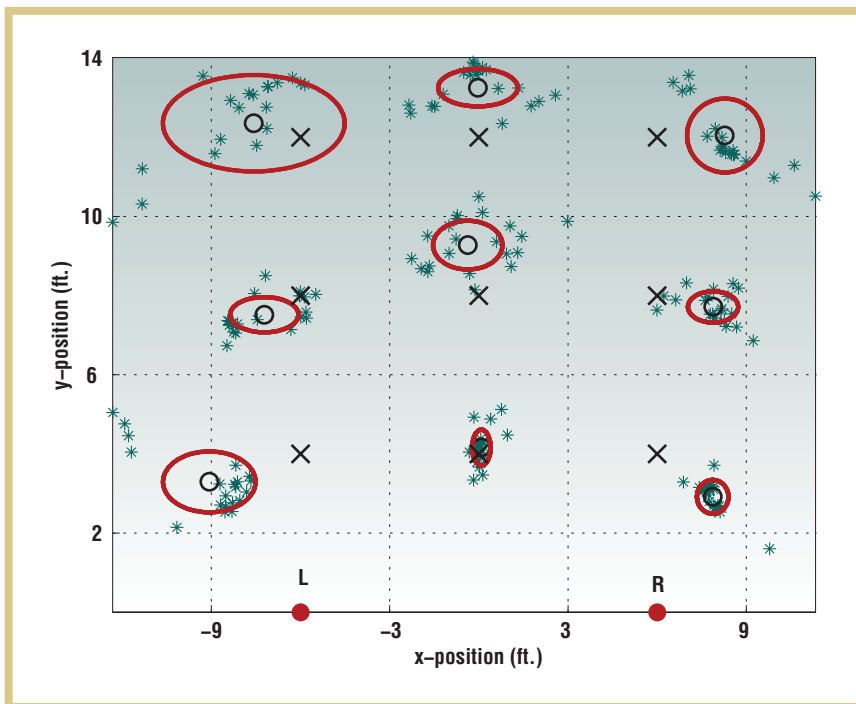 14
10
6
2
y–position (ft.)
L
R
–9
–3
3
9
x–position (ft.)